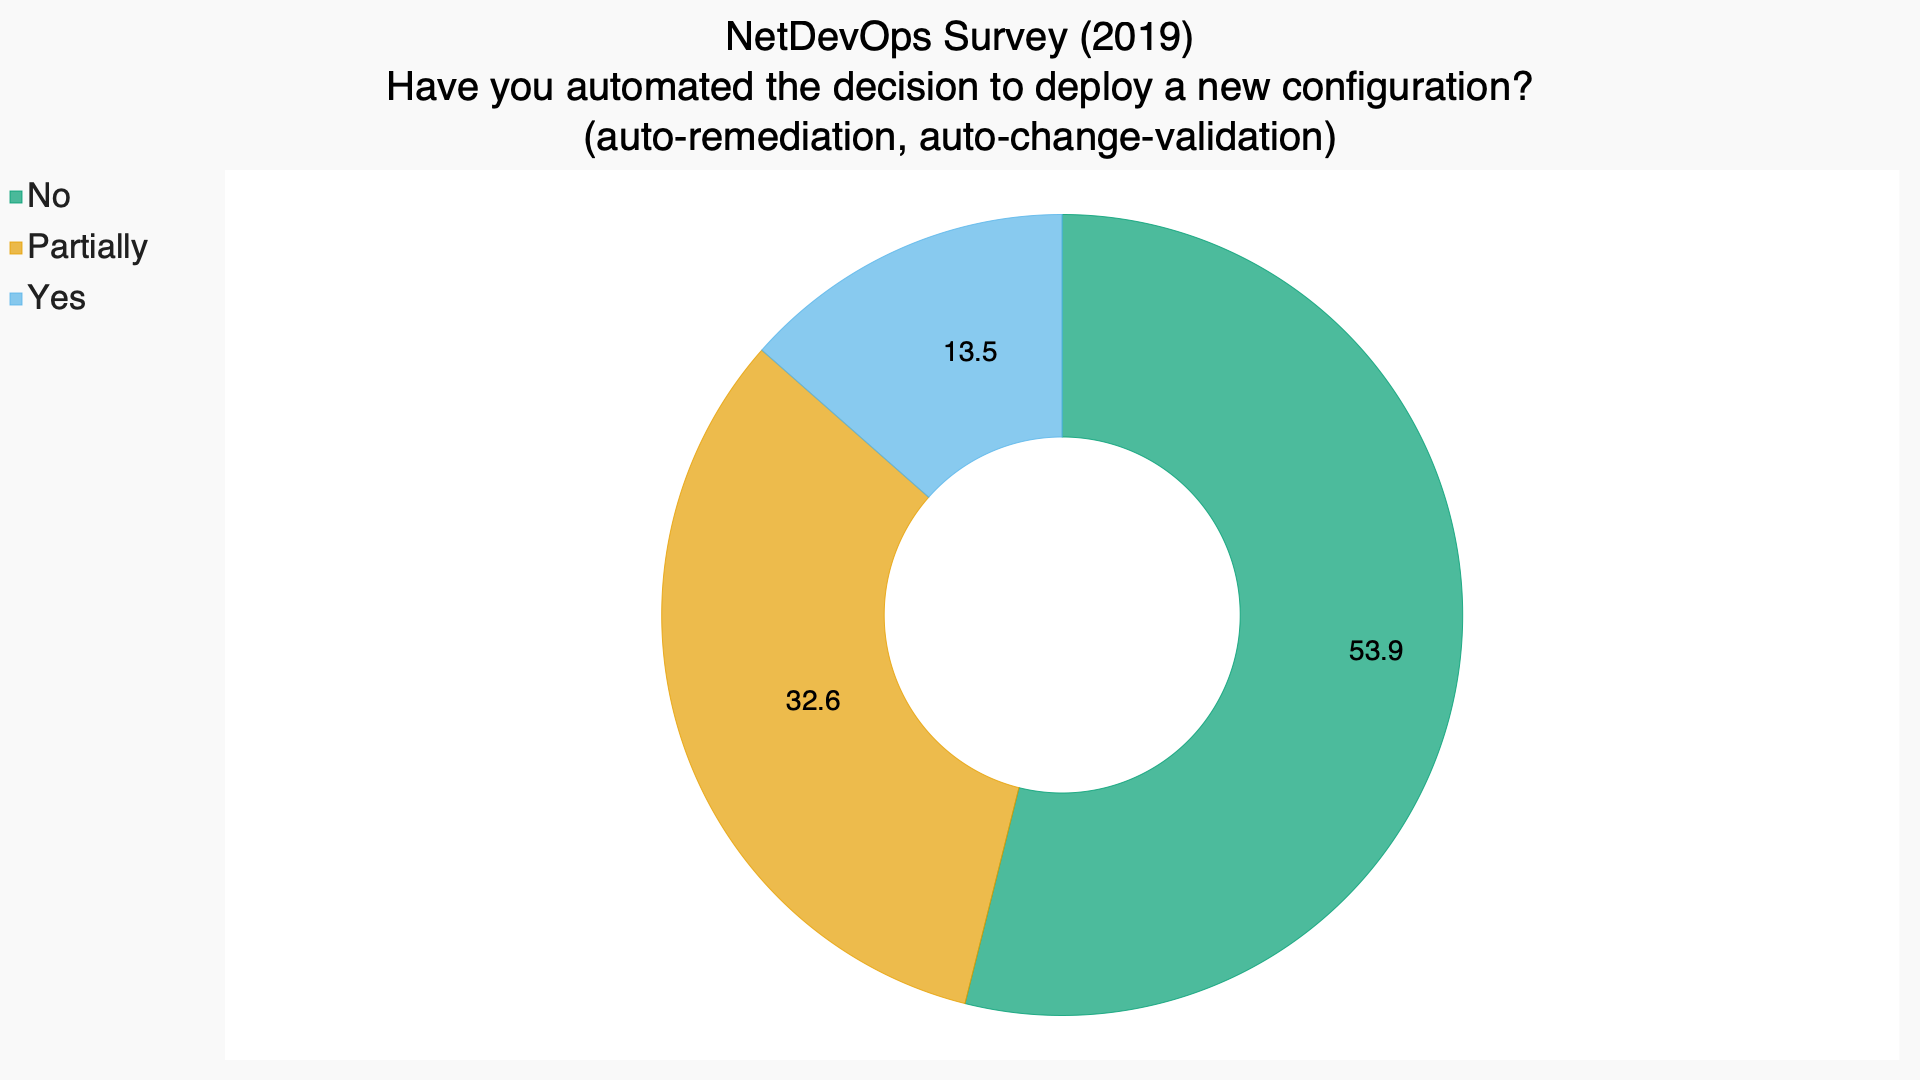 NetDevOps Survey (2019)
Have you automated the decision to deploy a new configuration?
(auto-remediation, auto-change-validation)
No
Partially
Yes
13.5
53.9
32.6